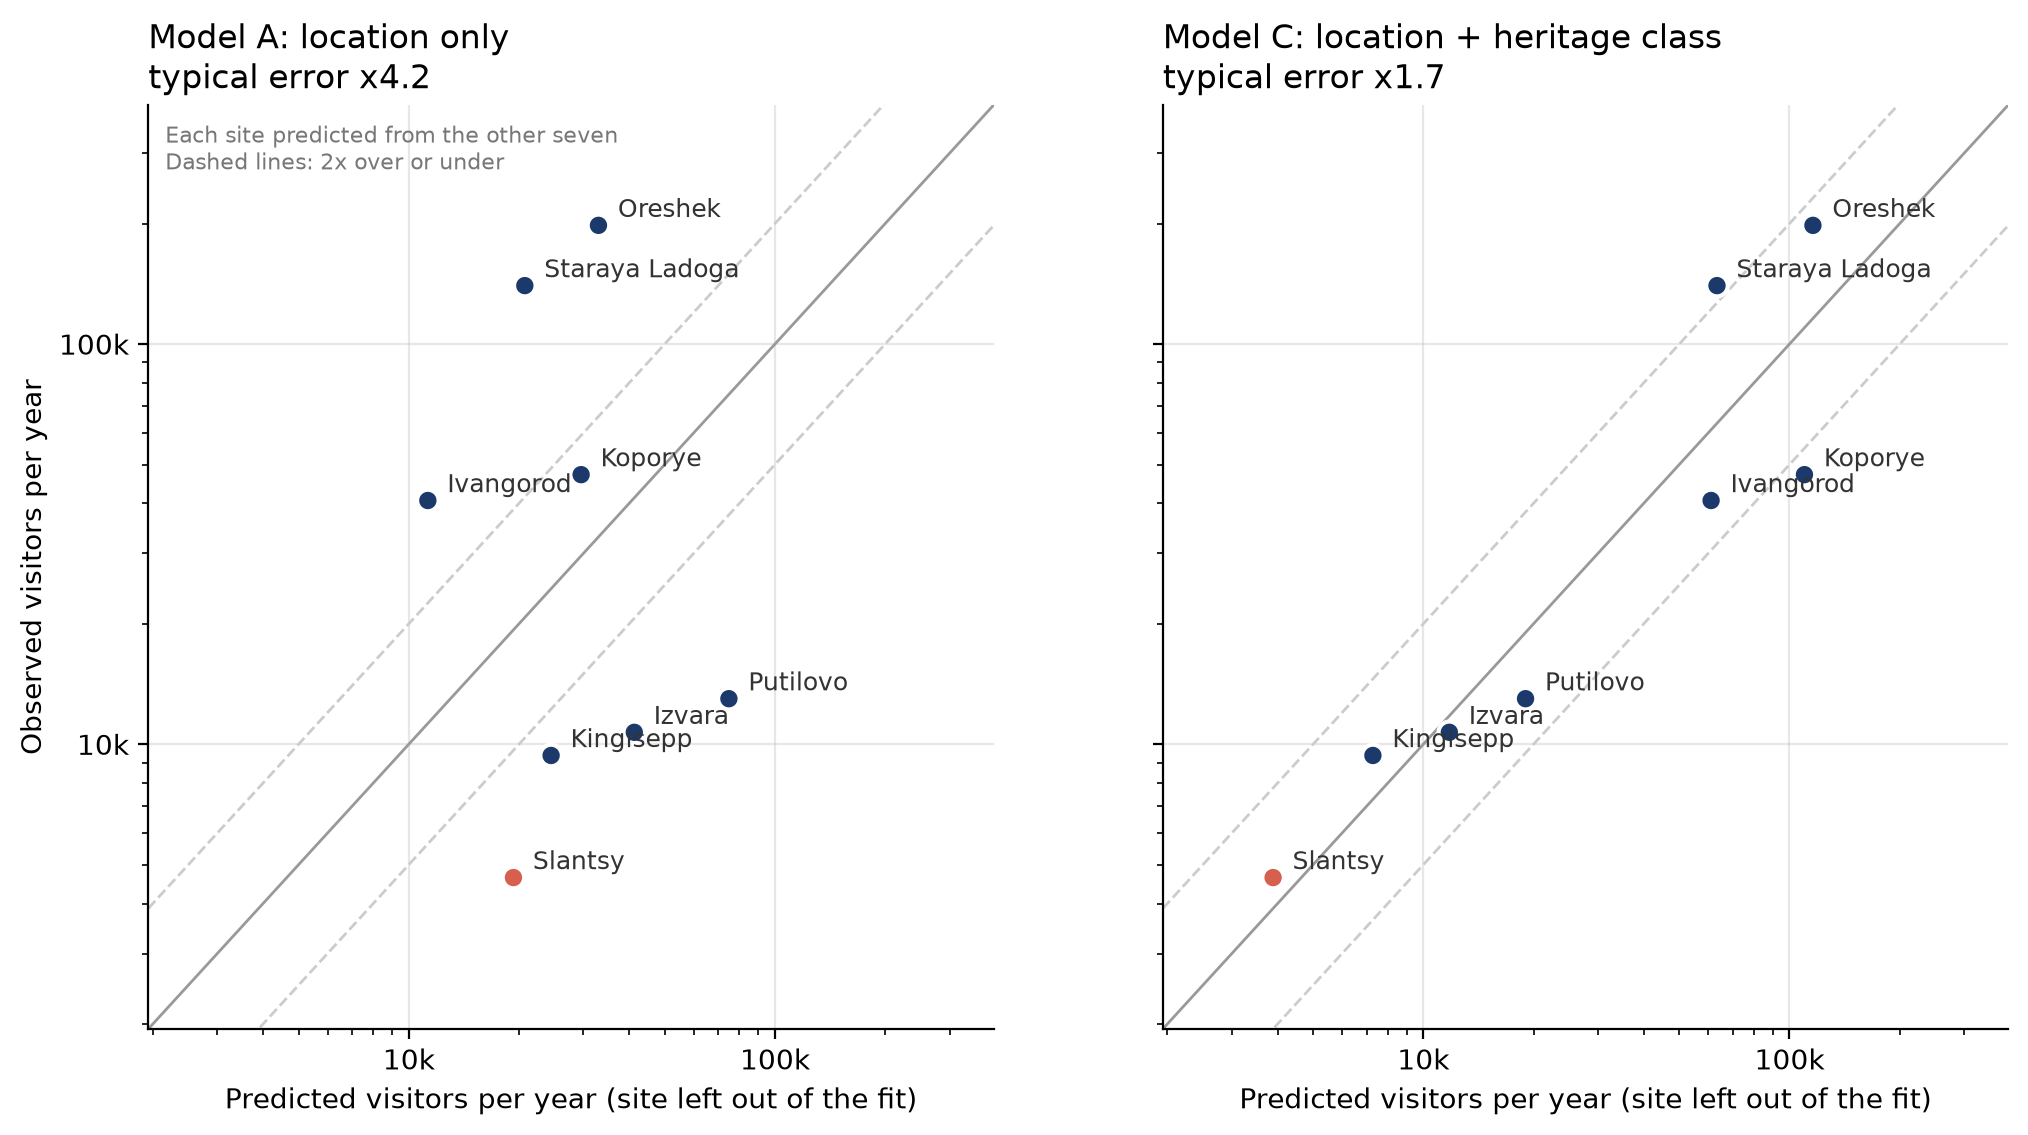 Model A: location only
typical error x4.2
Each site predicted from the other seven
Dashed lines: 2x over or under
Oreshek
Staraya Ladoga
Koporye
Ivangorod
Putilovo
Izvara
Kingisepp
Slantsy
100k
10k
Observed visitors per year
10k
100k
Predicted visitors per year (site left out of the fit)
Model C: location + heritage class
typical error x1.7
Oreshek
Staraya Ladoga
Koporye
Ivangorod
Putilovo
Izvara
Kingisepp
Slantsy
10k
100k
Predicted visitors per year (site left out of the fit)